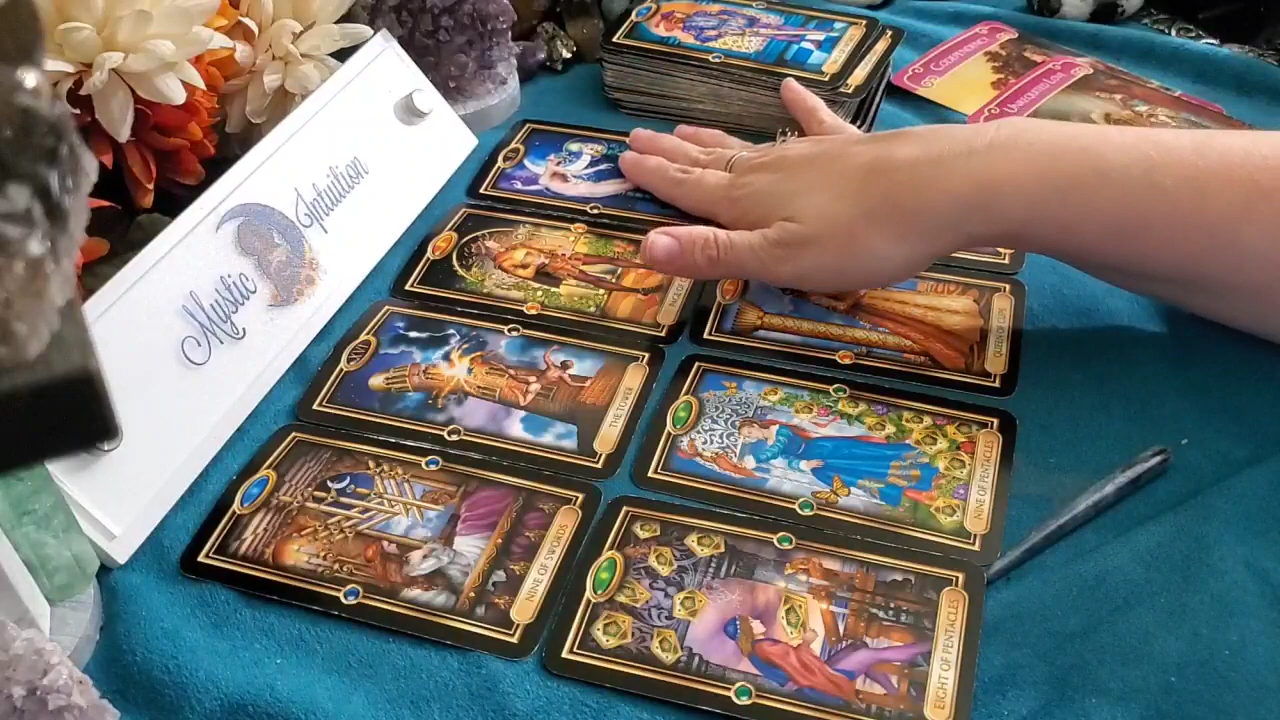 CODEPENDENCY
UNREQUITED LOVE
Mystic Intuition
QUEEN OF CUPS
XVI
THE TOWER
NINE OF PENTACLES
NINE OF SWORDS
EIGHT OF PENTACLES